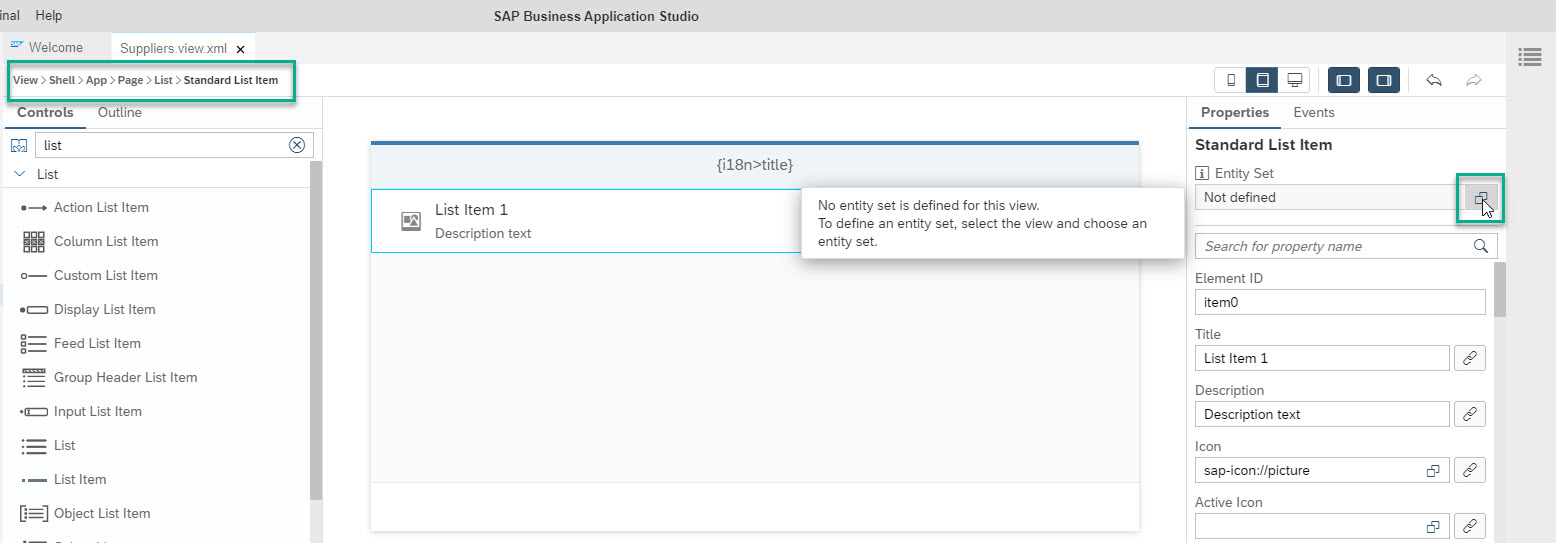 inal Help
SAP Business Application Studio
Welcome
Suppliers.view.xml
View > Shell > App > Page > List > Standard List Item
Controls
Outline
list
List
Action List Item
Column List Item
Custom List Item
Display List Item
Feed List Item
Group Header List Item
Input List Item
List
List Item
Object List Item
{i18n>title}
List Item 1
Description text
No entity set is defined for this view.
To define an entity set, select the view and choose an
entity set.
Properties
Events
Standard List Item
Entity Set
Not defined
Search for property name
Element ID
item0
Title
List Item 1
Description
Description text
Icon
sap-icon://picture
Active Icon